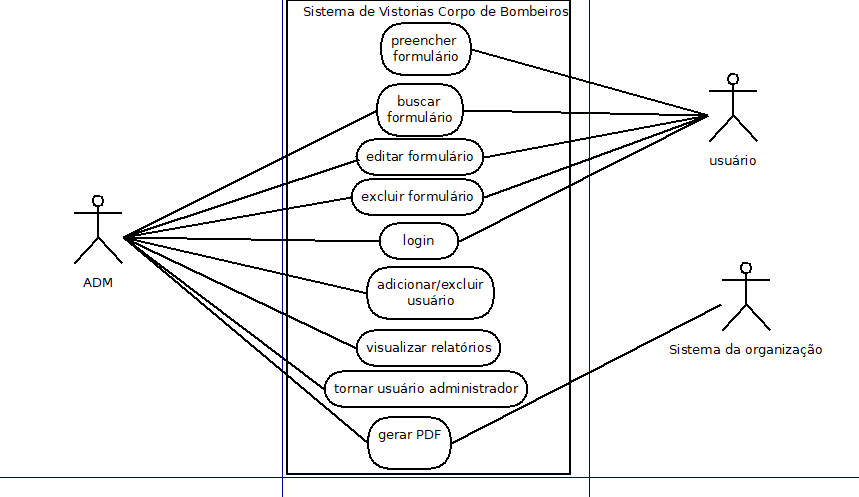 Sistema de Vistorias Corpo de Bombeiros
preencher
formulário
buscar
formulário
editar formulário
excluir formulário
login
adicionar/excluir
usuário
visualizar relatórios
tornar usuário administrador
gerar PDF
ADM
usuário
Sistema da organização